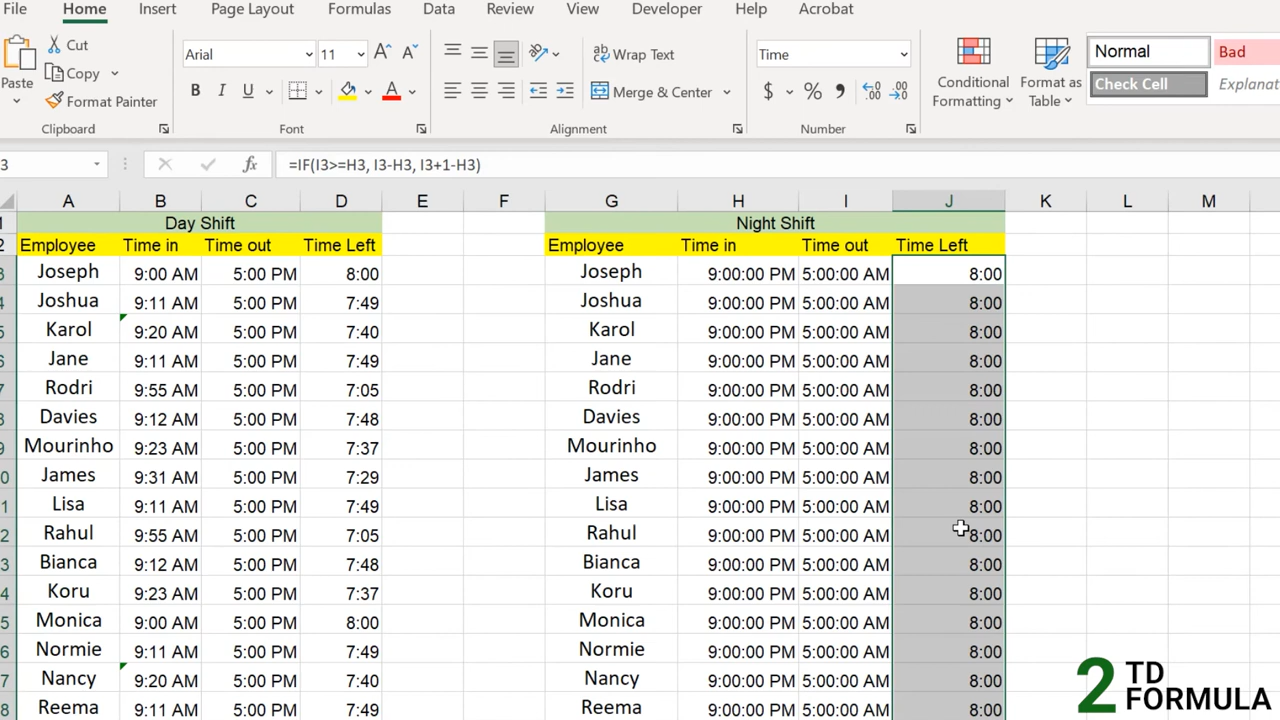 File Home Insert Page Layout Formulas Data Review View Developer Help Acrobat
Cut Arial 11 A A Wrap Text Time Normal Bad
Paste Copy B I U A Merge & Center $ % Conditional Formatting Format as Table Check Cell Explanat
Format Painter
Clipboard Font Alignment Number
3 fx =IF(I3>=H3, I3-H3, I3+1-H3)
A B C D E F G H I J K L M
1 Day Shift Night Shift
2 Employee Time in Time out Time Left Employee Time in Time out Time Left
3 Joseph 9:00 AM 5:00 PM 8:00 Joseph 9:00:00 PM 5:00:00 AM 8:00
4 Joshua 9:11 AM 5:00 PM 7:49 Joshua 9:00:00 PM 5:00:00 AM 8:00
5 Karol 9:20 AM 5:00 PM 7:40 Karol 9:00:00 PM 5:00:00 AM 8:00
6 Jane 9:11 AM 5:00 PM 7:49 Jane 9:00:00 PM 5:00:00 AM 8:00
7 Rodri 9:55 AM 5:00 PM 7:05 Rodri 9:00:00 PM 5:00:00 AM 8:00
8 Davies 9:12 AM 5:00 PM 7:48 Davies 9:00:00 PM 5:00:00 AM 8:00
9 Mourinho 9:23 AM 5:00 PM 7:37 Mourinho 9:00:00 PM 5:00:00 AM 8:00
0 James 9:31 AM 5:00 PM 7:29 James 9:00:00 PM 5:00:00 AM 8:00
1 Lisa 9:11 AM 5:00 PM 7:49 Lisa 9:00:00 PM 5:00:00 AM 8:00
2 Rahul 9:55 AM 5:00 PM 7:05 Rahul 9:00:00 PM 5:00:00 AM 8:00
3 Bianca 9:12 AM 5:00 PM 7:48 Bianca 9:00:00 PM 5:00:00 AM 8:00
4 Koru 9:23 AM 5:00 PM 7:37 Koru 9:00:00 PM 5:00:00 AM 8:00
5 Monica 9:00 AM 5:00 PM 8:00 Monica 9:00:00 PM 5:00:00 AM 8:00
6 Normie 9:11 AM 5:00 PM 7:49 Normie 9:00:00 PM 5:00:00 AM 8:00
7 Nancy 9:20 AM 5:00 PM 7:40 Nancy 9:00:00 PM 5:00:00 AM 8:00
8 Reema 9:11 AM 5:00 PM 7:49 Reema 9:00:00 PM 5:00:00 AM 8:00
2 TD
FORMULA